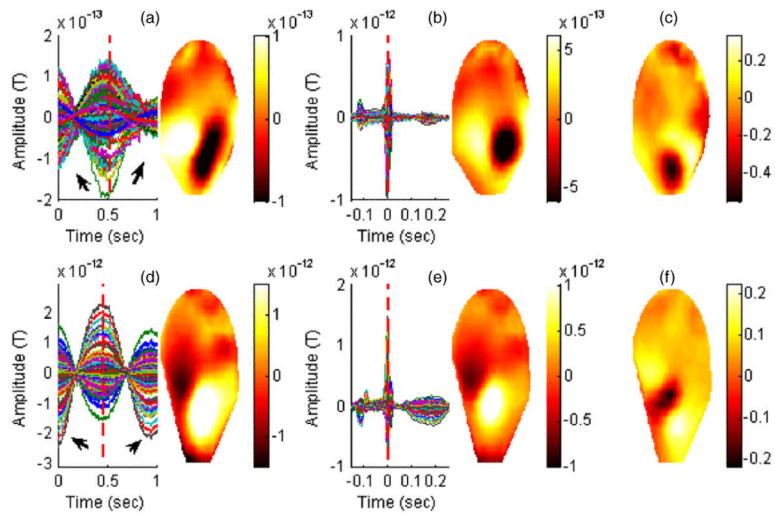 × 10⁻¹³ (a) × 10⁻¹³
2
1
0
-1
-2
Amplitude (T)
0 0.5 1
Time (sec)
1
0
-1
× 10⁻¹² (b) × 10⁻¹³
1
0
-1
Amplitude (T)
-0.1 0 0.1 0.2
Time (sec)
5
0
-5
(c)
0.2
0
-0.2
-0.4
× 10⁻¹² (d) × 10⁻¹²
2
1
0
-1
-2
-3
Amplitude (T)
0 0.5 1
Time (sec)
1
0
-1
× 10⁻¹² (e) × 10⁻¹²
2
1
0
-1
Amplitude (T)
-0.1 0 0.1 0.2
Time (sec)
1
0.5
0
-0.5
-1
(f)
0.2
0.1
0
-0.1
-0.2